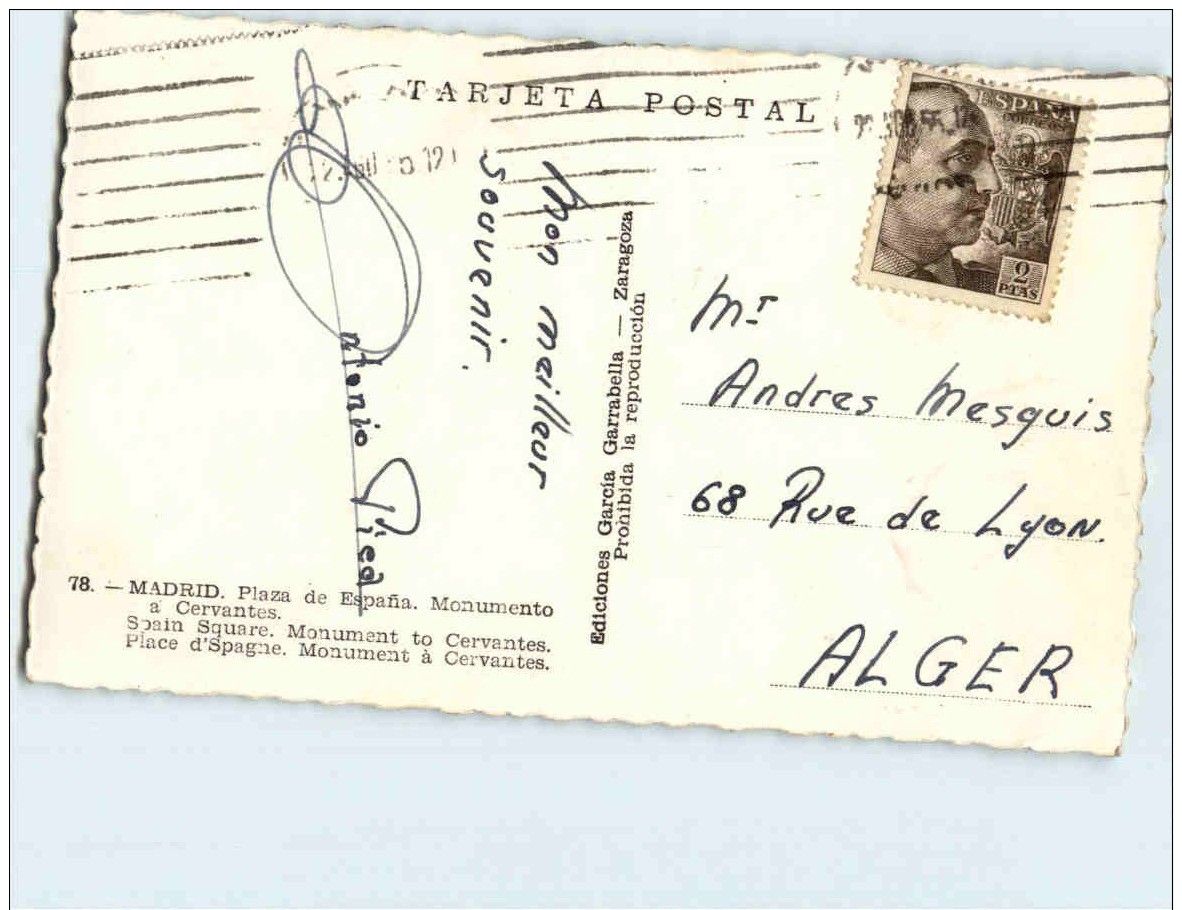 TARJETA POSTAL
ESPAÑA
CORREOS
2
PTAS
Mon meilleur
souvenir.
Antonio
Ediciones García Garrabella — Zaragoza
Prohibida la reproducción
Mr
Andres Mesguis
68 Rue de Lyon.
ALGER
78. — MADRID. Plaza de España. Monumento
a Cervantes.
Spain Square. Monument to Cervantes.
Place d'Spagne. Monument à Cervantes.